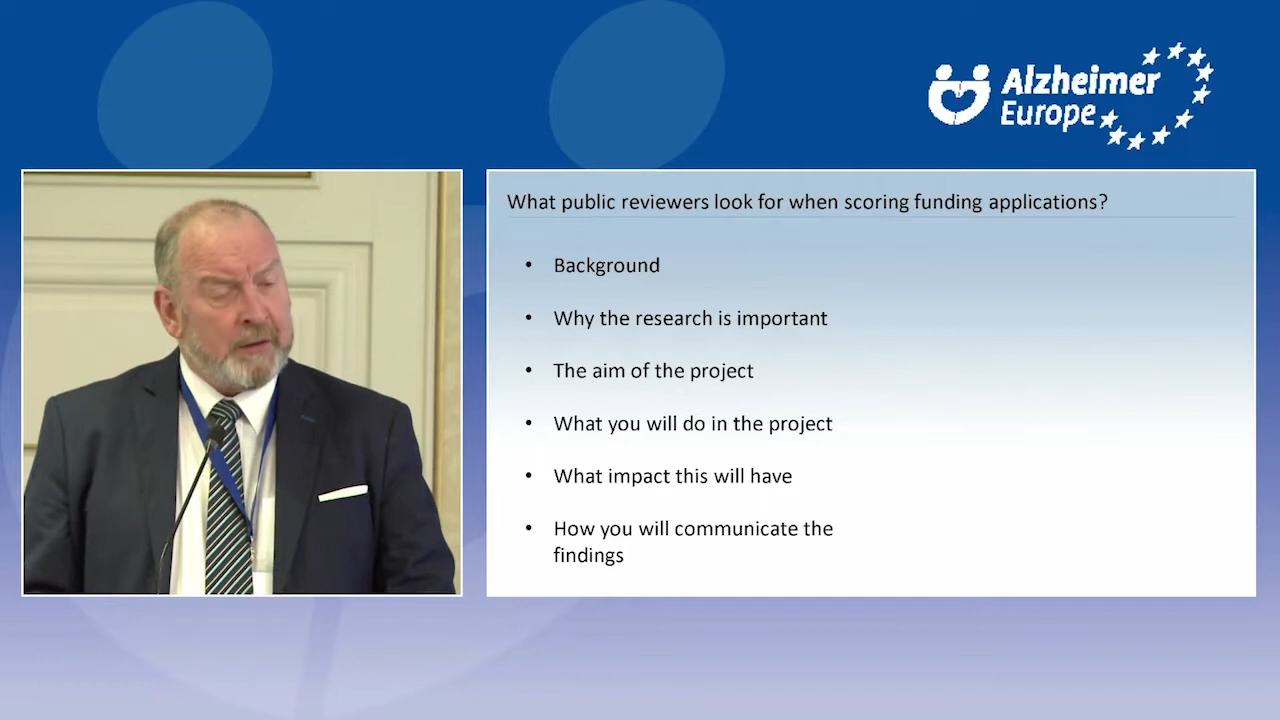 Alzheimer
Europe
What public reviewers look for when scoring funding applications?
• Background
• Why the research is important
• The aim of the project
• What you will do in the project
• What impact this will have
• How you will communicate the
findings